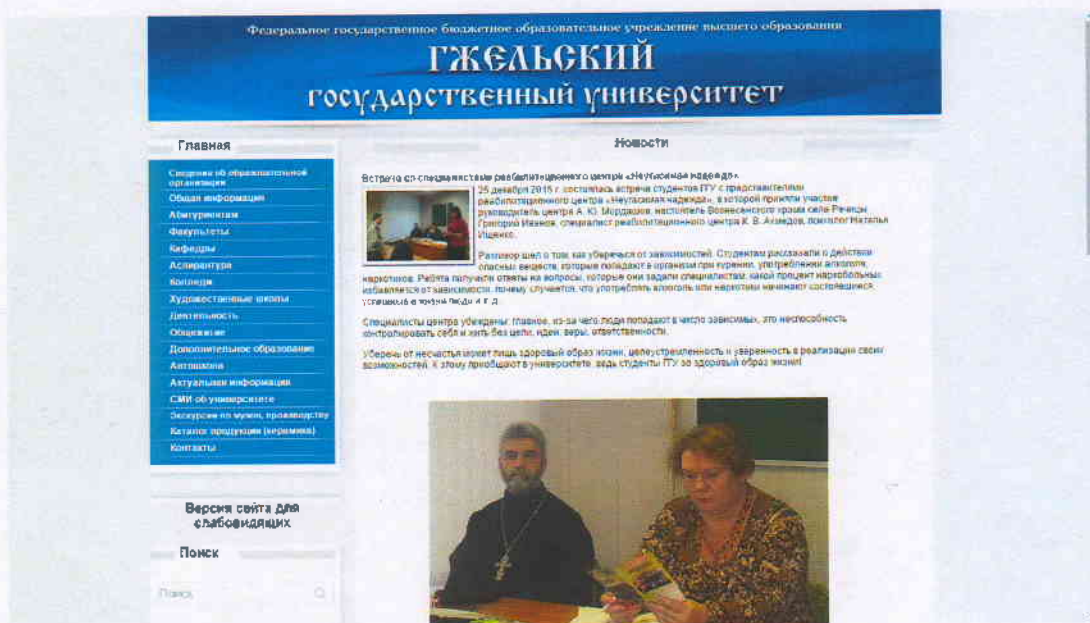 Федеральное государственное бюджетное образовательное учреждение высшего образования
ГЖЕЛЬСКИЙ
ГОСУДАРСТВЕННЫЙ УНИВЕРСИТЕТ
Главная
Сведения об образовательной
организации
Общая информация
Абитуриентам
Факультеты
Кафедры
Аспирантура
Колледж
Художественные школы
Деятельность
Общежитие
Дополнительное образование
Автошкола
Актуальная информация
СМИ об университете
Экскурсии по музею, производству
Каталог продукции (керамика)
Контакты
Версия сайта для
слабовидящих
Поиск
Поиск
Новости
Встреча со специалистами реабилитационного центра «Неугасимая надежда»
25 декабря 2015 г. состоялась встреча студентов ГГУ с представителями
реабилитационного центра «Неугасимая надежда», в которой приняли участие
руководитель центра А. Ю. Мордашов, настоятель Вознесенского храма села Речицы
Григорий Иванов, специалист реабилитационного центра К. В. Ахмедов, психолог Наталья
Ищенко.
Разговор шел о том, как уберечься от зависимостей. Студентам рассказали о действии
опасных веществ, которые попадают в организм при курении, употреблении алкоголя,
наркотиков. Ребята получили ответы на вопросы, которые они задали специалистам: какой процент наркобольных
избавляется от зависимости, почему случается, что употреблять алкоголь или наркотики начинают состоявшиеся,
успешные в жизни люди и т. д.
Специалисты центра убеждены: главное, из-за чего люди попадают в число зависимых, это неспособность
контролировать себя и жить без цели, идеи, веры, ответственности.
Уберечь от несчастья может лишь здоровый образ жизни, целеустремленность и уверенность в реализации своих
возможностей. К этому приобщают в университете, ведь студенты ГГУ за здоровый образ жизни!